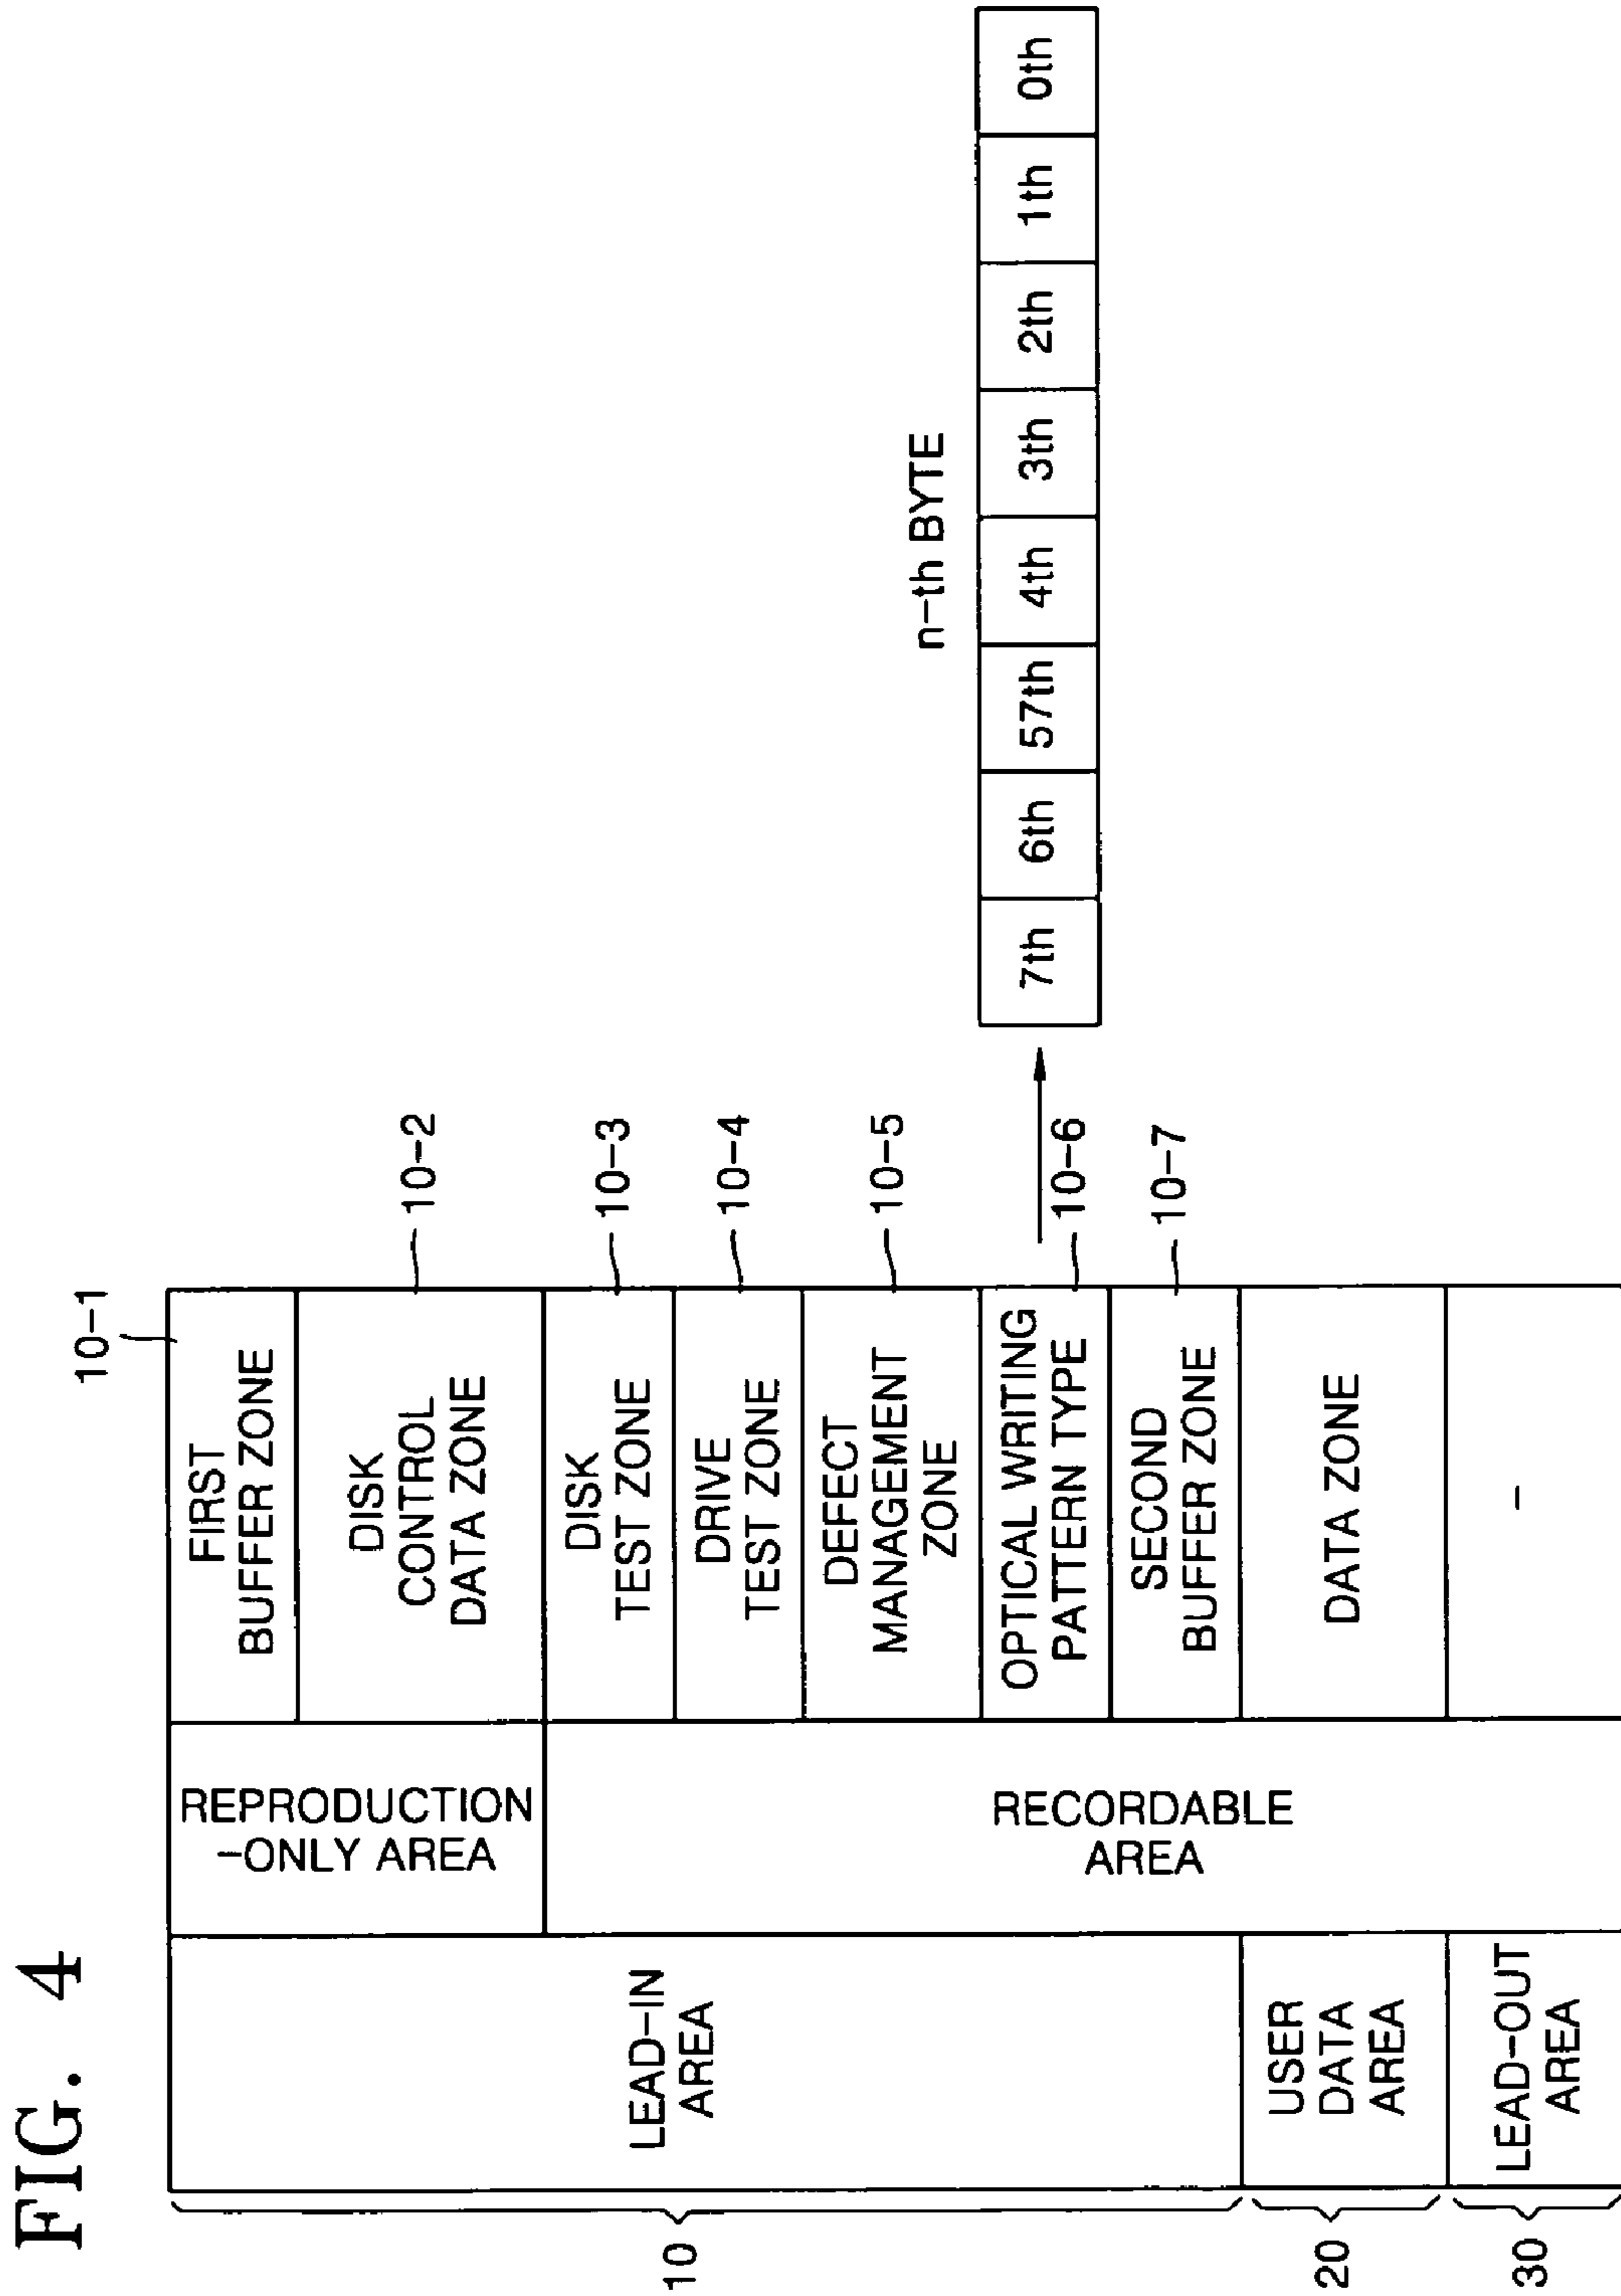 FIG. 4
10
20
30
LEAD-IN
AREA
USER
DATA
AREA
LEAD-OUT
AREA
REPRODUCTION
-ONLY AREA
RECORDABLE
AREA
FIRST
BUFFER ZONE
DISK
CONTROL
DATA ZONE
DISK
TEST ZONE
DRIVE
TEST ZONE
DEFECT
MANAGEMENT
ZONE
OPTICAL WRITING
PATTERN TYPE
SECOND
BUFFER ZONE
DATA ZONE
-
10-1
10-2
10-3
10-4
10-5
10-6
10-7
n-th BYTE
7th 6th 57th 4th 3th 2th 1th 0th